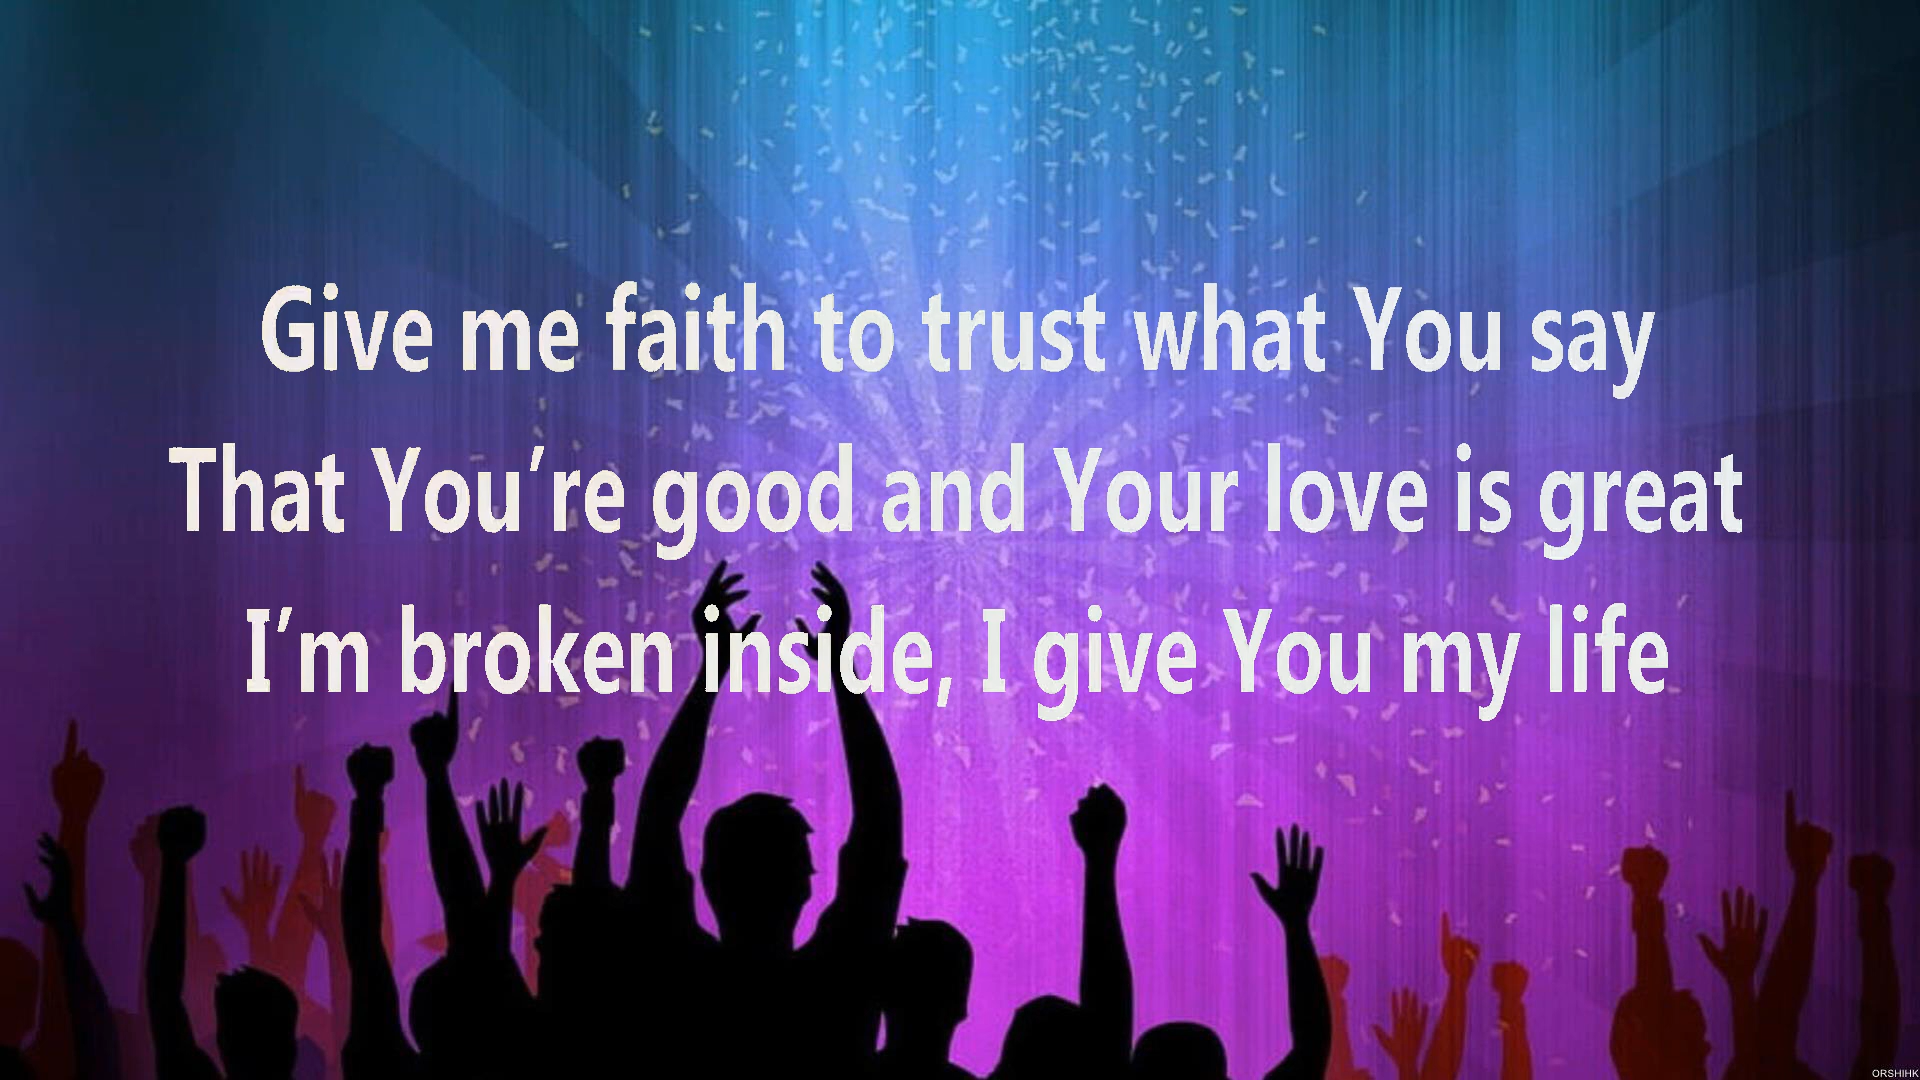 Give me faith to trust what You say
That You’re good and Your love is great
I’m broken inside, I give You my life
ORSHIHK